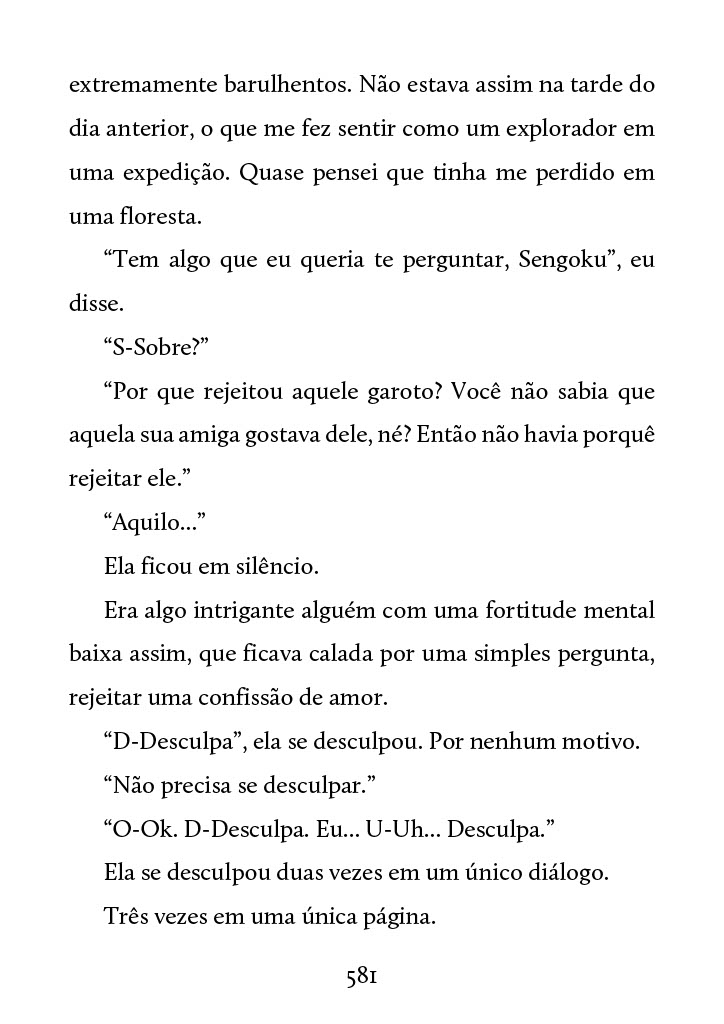 extremamente barulhentos. Não estava assim na tarde do
dia anterior, o que me fez sentir como um explorador em
uma expedição. Quase pensei que tinha me perdido em
uma floresta.
“Tem algo que eu queria te perguntar, Sengoku”, eu
disse.
“S-Sobre?”
“Por que rejeitou aquele garoto? Você não sabia que
aquela sua amiga gostava dele, né? Então não havia porquê
rejeitar ele.”
“Aquilo...”
Ela ficou em silêncio.
Era algo intrigante alguém com uma fortitude mental
baixa assim, que ficava calada por uma simples pergunta,
rejeitar uma confissão de amor.
“D-Desculpa”, ela se desculpou. Por nenhum motivo.
“Não precisa se desculpar.”
“O-Ok. D-Desculpa. Eu... U-Uh... Desculpa.”
Ela se desculpou duas vezes em um único diálogo.
Três vezes em uma única página.
581